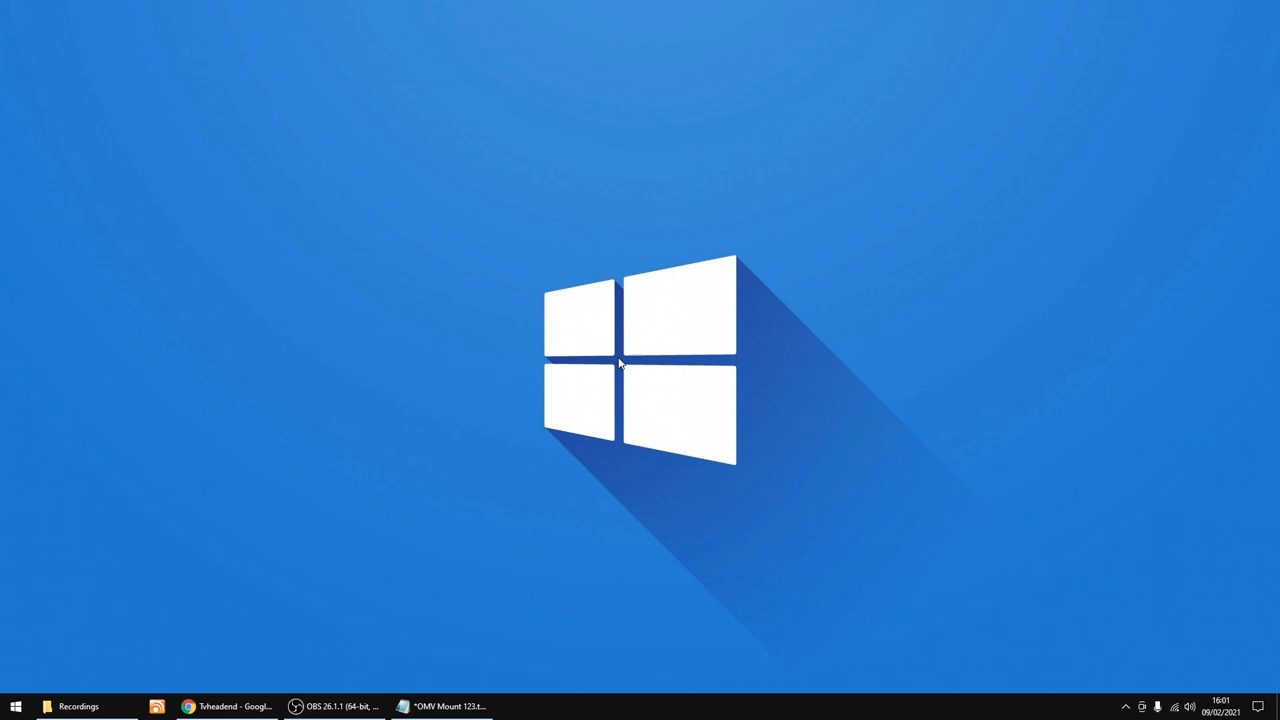 Recordings
Tvheadend - Googl...
OBS 26.1.1 (64-bit, ...
*OMV Mount 123.t...
16:01
09/02/2021